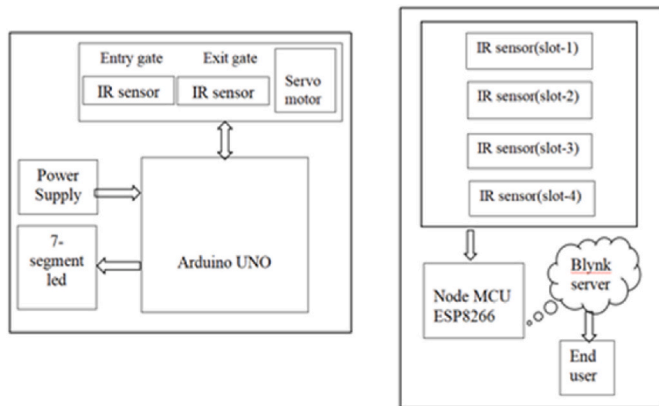 Entry gate
Exit gate
IR sensor
IR sensor
Servo
motor
Power
Supply
7-
segment
led
Arduino UNO
IR sensor(slot-1)
IR sensor(slot-2)
IR sensor(slot-3)
IR sensor(slot-4)
Node MCU
ESP8266
Blynk
server
End
user